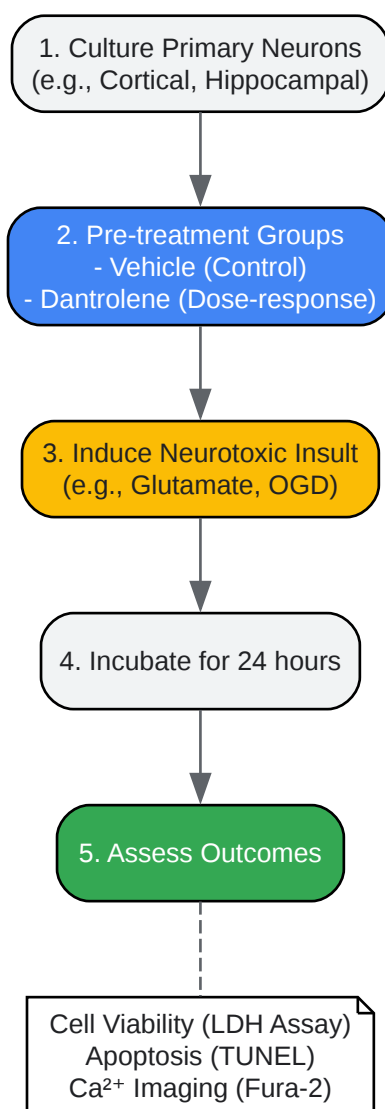 1. Culture Primary Neurons
(e.g., Cortical, Hippocampal)
2. Pre-treatment Groups
- Vehicle (Control)
- Dantrolene (Dose-response)
3. Induce Neurotoxic Insult
(e.g., Glutamate, OGD)
4. Incubate for 24 hours
5. Assess Outcomes
Cell Viability (LDH Assay)
Apoptosis (TUNEL)
Ca²⁺ Imaging (Fura-2)